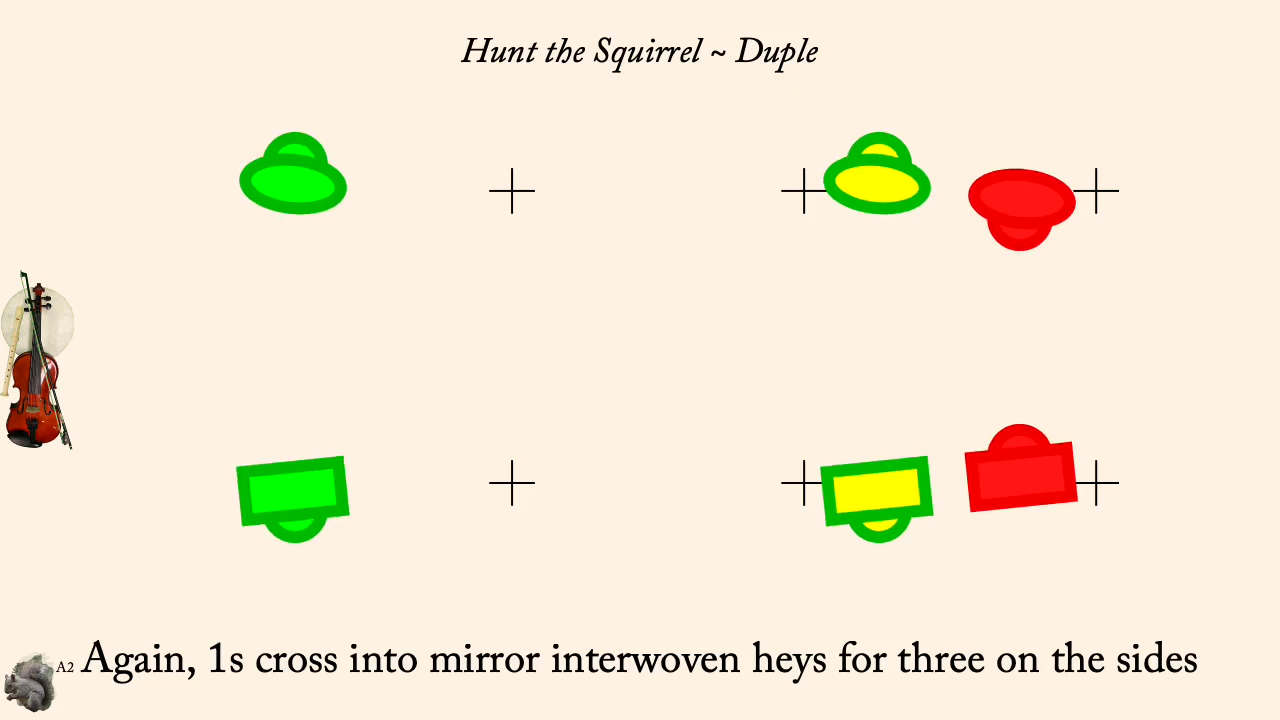 Hunt the Squirrel ~ Duple
A2 Again, 1s cross into mirror interwoven heys for three on the sides